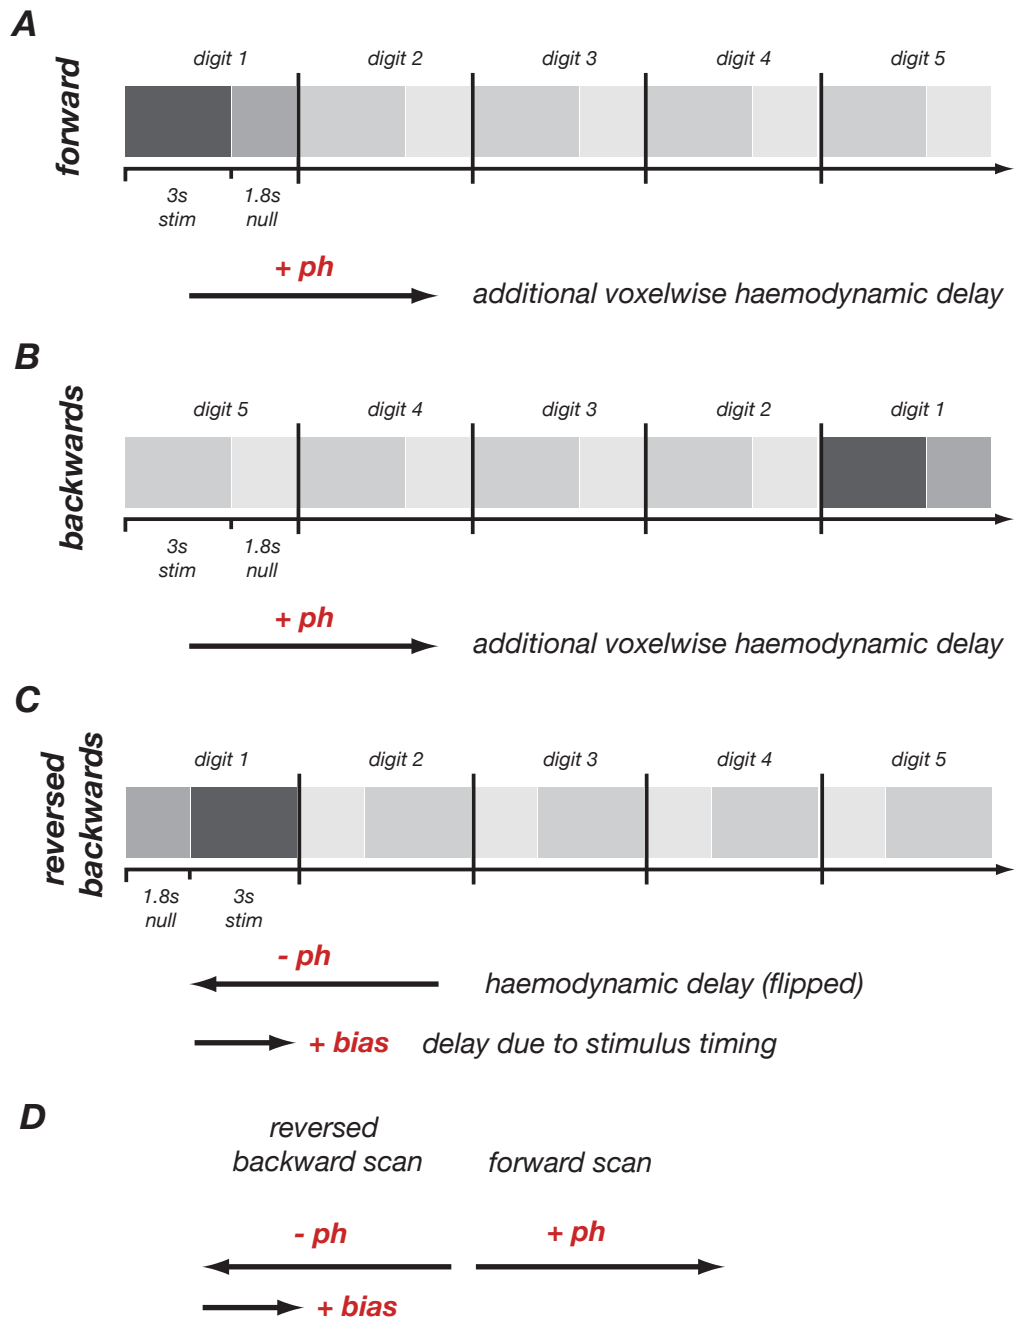 A
forward
digit 1 digit 2 digit 3 digit 4 digit 5
3s 1.8s
stim null
+ ph
additional voxelwise haemodynamic delay
B
backwards
digit 5 digit 4 digit 3 digit 2 digit 1
3s 1.8s
stim null
+ ph
additional voxelwise haemodynamic delay
C
reversed
backwards
digit 1 digit 2 digit 3 digit 4 digit 5
1.8s 3s
null stim
- ph
haemodynamic delay (flipped)
+ bias delay due to stimulus timing
D
reversed
backward scan forward scan
- ph + ph
+ bias